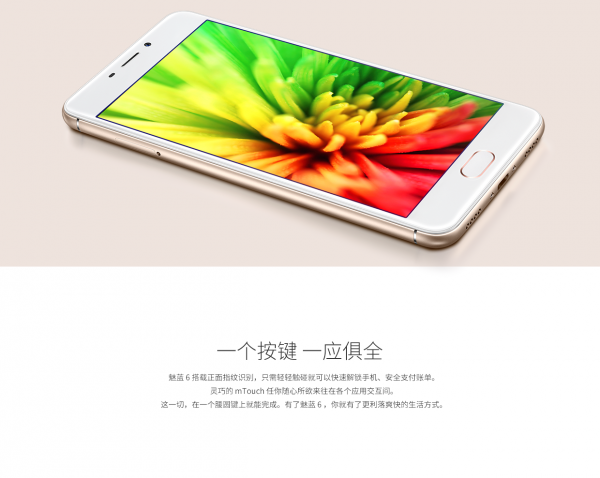 一个按键 一应俱全
魅蓝 6 搭载正面指纹识别，只需轻轻触碰就可以快速解锁手机、安全支付账单。
灵巧的 mTouch 任你随心所欲来往在各个应用交互间。
这一切，在一个腰圆键上就能完成。有了魅蓝 6 ，你就有了更利落爽快的生活方式。